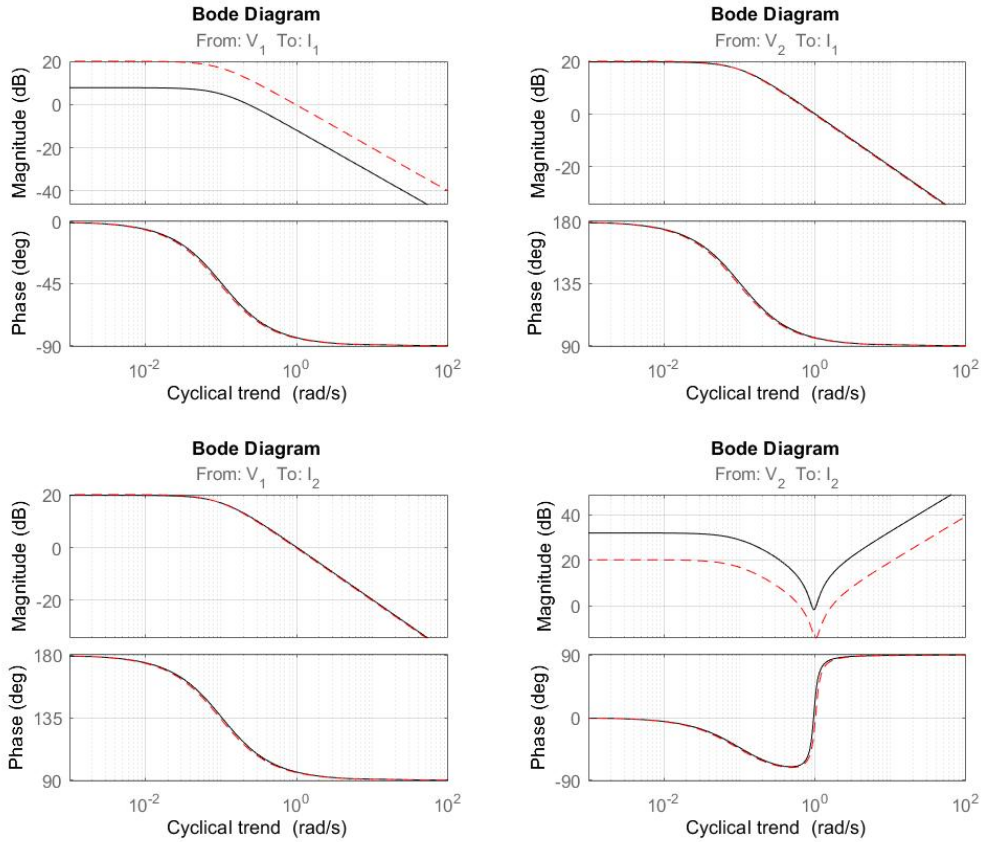 Bode Diagram
From: V₁ To: I₁
Magnitude (dB)
20
0
-20
-40
Phase (deg)
0
-45
-90
10⁻² 10⁰ 10²
Cyclical trend (rad/s)
Bode Diagram
From: V₂ To: I₁
Magnitude (dB)
20
0
-20
Phase (deg)
180
135
90
10⁻² 10⁰ 10²
Cyclical trend (rad/s)
Bode Diagram
From: V₁ To: I₂
Magnitude (dB)
20
0
-20
Phase (deg)
180
135
90
10⁻² 10⁰ 10²
Cyclical trend (rad/s)
Bode Diagram
From: V₂ To: I₂
Magnitude (dB)
40
20
0
Phase (deg)
90
0
-90
10⁻² 10⁰ 10²
Cyclical trend (rad/s)